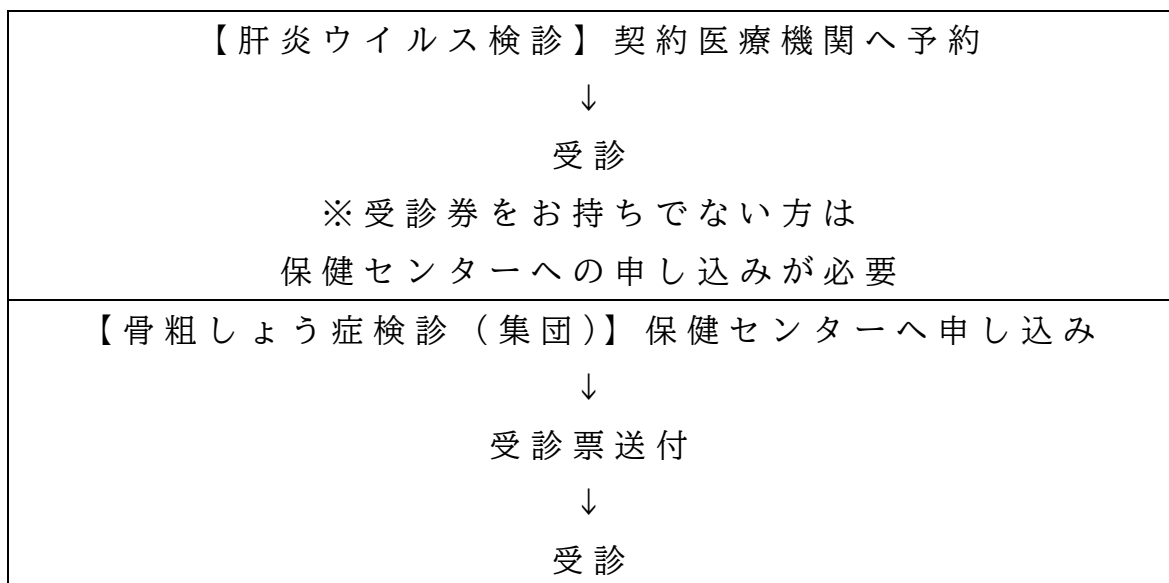 【肝炎ウイルス検診】契約医療機関へ予約
↓
受診
※受診券をお持ちでない方は
保健センターへの申し込みが必要
【骨粗しょう症検診（集団）】保健センターへ申し込み
↓
受診票送付
↓
受診